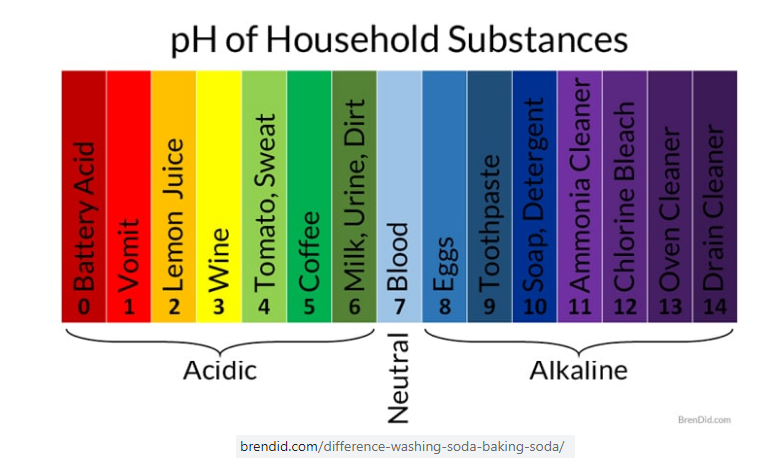 pH of Household Substances
0 Battery Acid
1 Vomit
2 Lemon Juice
3 Wine
4 Tomato, Sweat
5 Coffee
6 Milk, Urine, Dirt
7 Blood
8 Eggs
9 Toothpaste
10 Soap, Detergent
11 Ammonia Cleaner
12 Chlorine Bleach
13 Oven Cleaner
14 Drain Cleaner
Acidic
Neutral
Alkaline
BrenDid.com
brendid.com/difference-washing-soda-baking-soda/